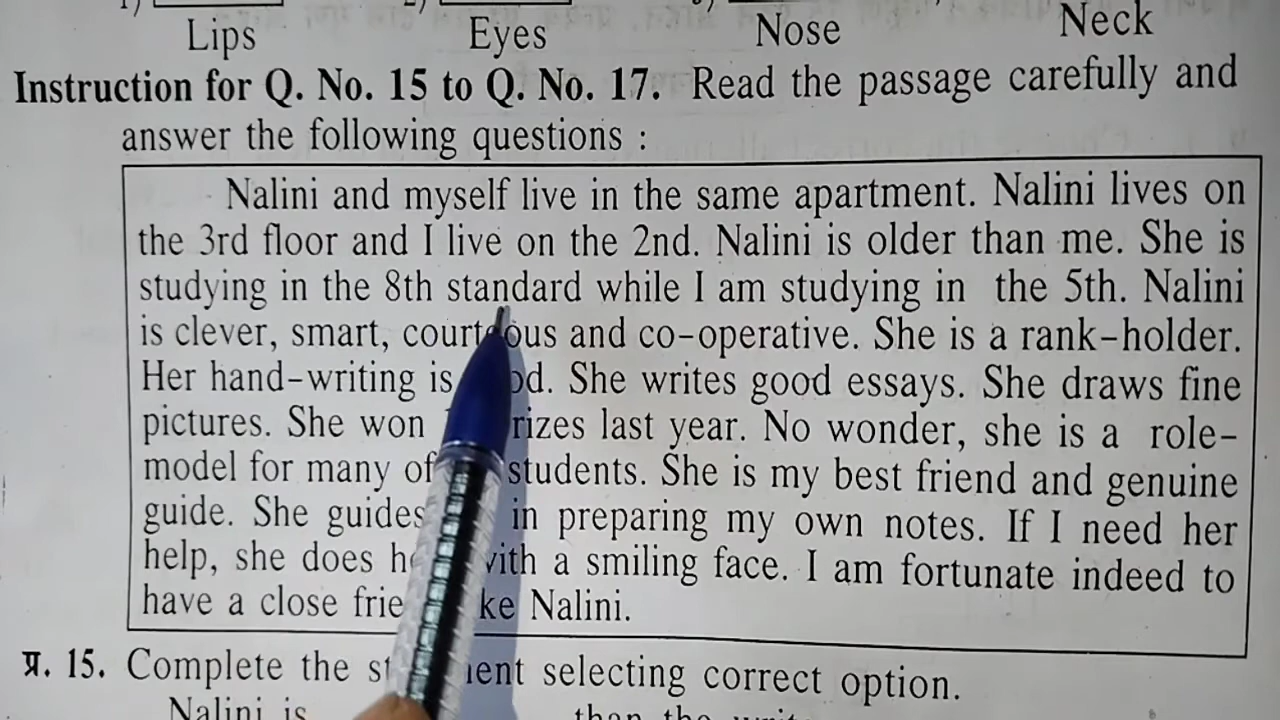 Lips Eyes Nose Neck
Instruction for Q. No. 15 to Q. No. 17. Read the passage carefully and
answer the following questions :
Nalini and myself live in the same apartment. Nalini lives on
the 3rd floor and I live on the 2nd. Nalini is older than me. She is
studying in the 8th standard while I am studying in the 5th. Nalini
is clever, smart, courteous and co-operative. She is a rank-holder.
Her hand-writing is She writes good essays. She draws fine
pictures. She won last year. No wonder, she is a role-
model for many of students. She is my best friend and genuine
guide. She guides in preparing my own notes. If I need her
help, she does with a smiling face. I am fortunate indeed to
have a close Nalini.
प्र. 15. Complete the selecting correct option.
Nalini is than the